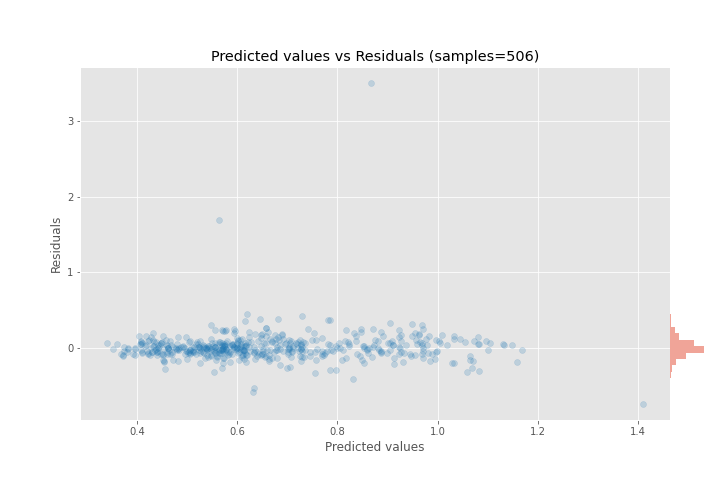 Predicted values vs Residuals (samples=506)
3
2
1
0
Residuals
0.4 0.6 0.8 1.0 1.2 1.4
Predicted values